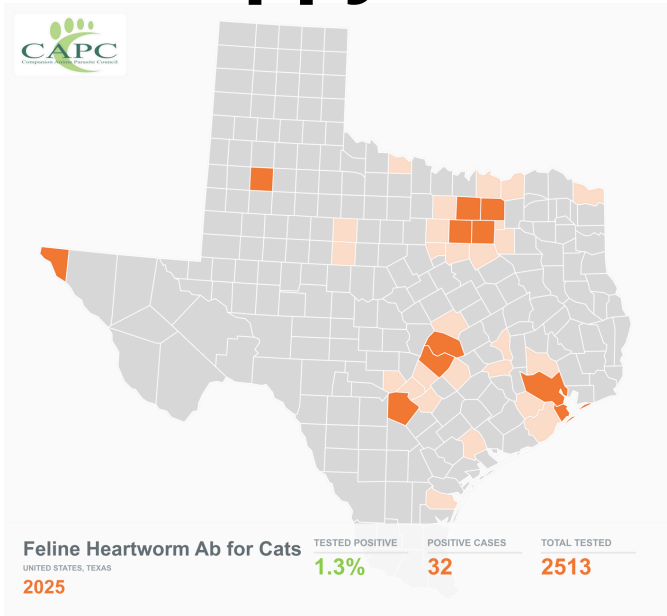 CAPC
Companion Animal Parasite Council
Feline Heartworm Ab for Cats
UNITED STATES, TEXAS
2025
TESTED POSITIVE
1.3%
POSITIVE CASES
32
TOTAL TESTED
2513